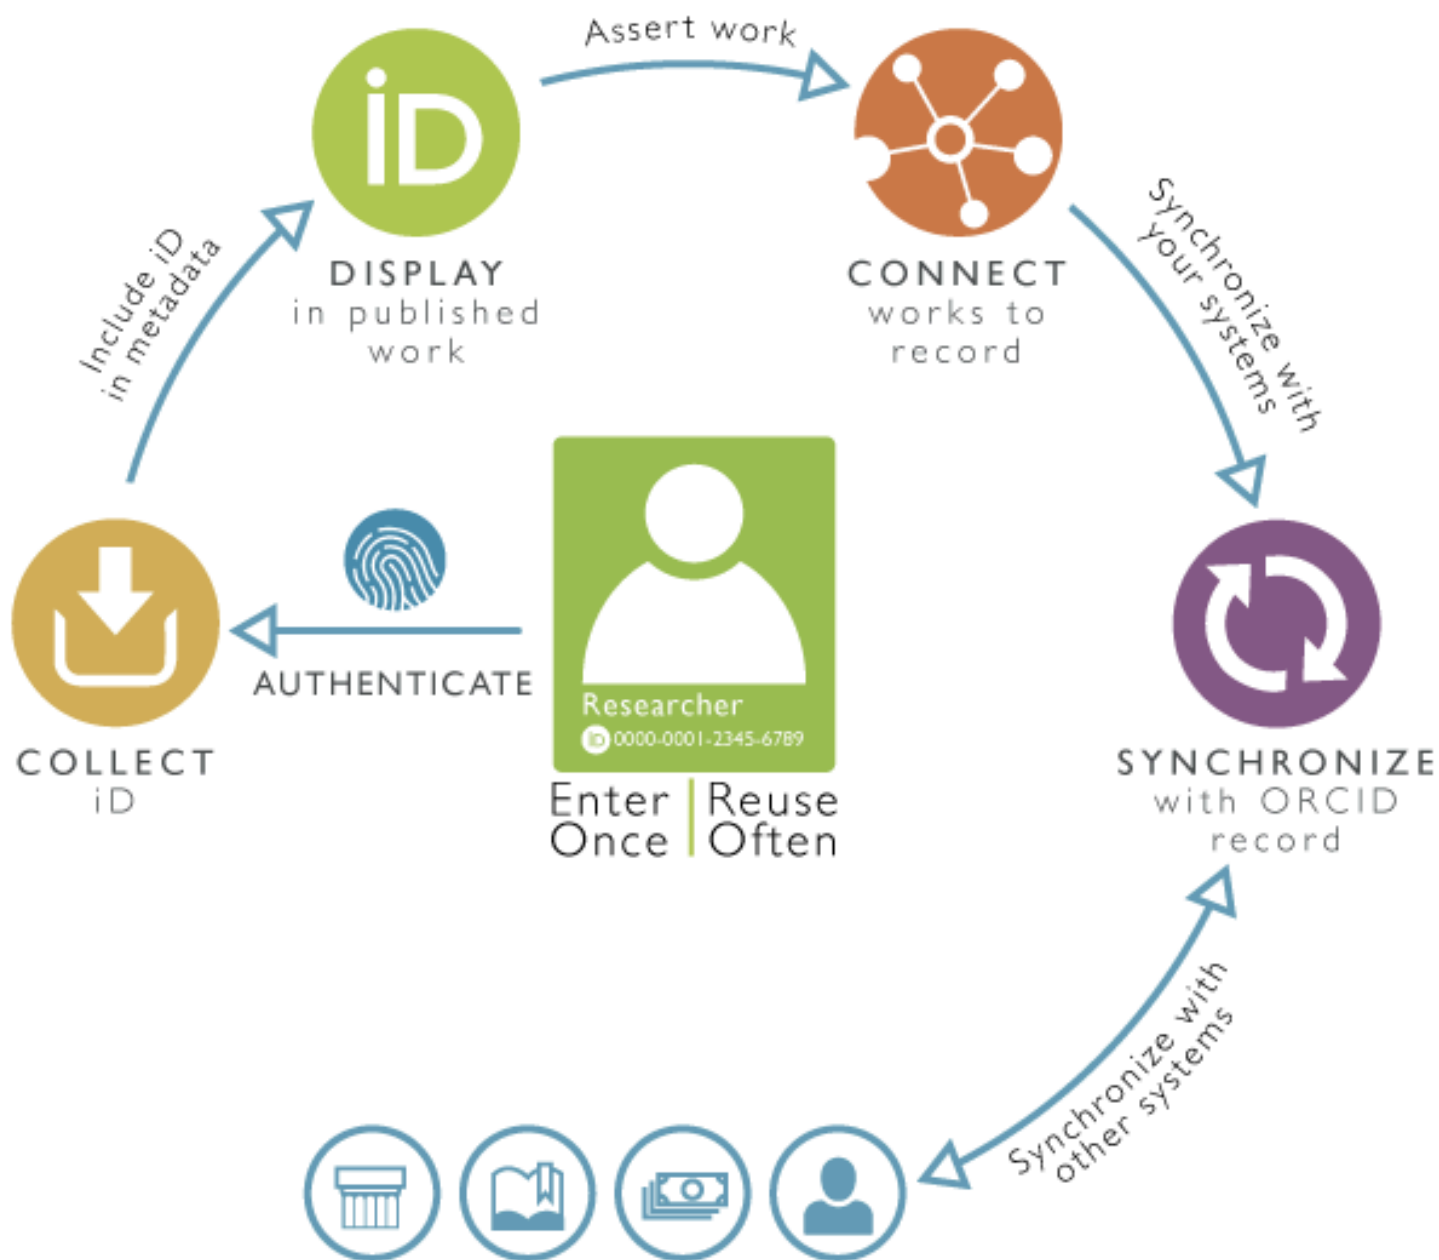 Assert work
iD
DISPLAY
in published
work
CONNECT
works to
record
Include iD
in metadata
Synchronize with
your systems
AUTHENTICATE
COLLECT
iD
Researcher
iD 0000-0001-2345-6789
Enter Once
Reuse Often
SYNCHRONIZE
with ORCID
record
Synchronize with
other systems